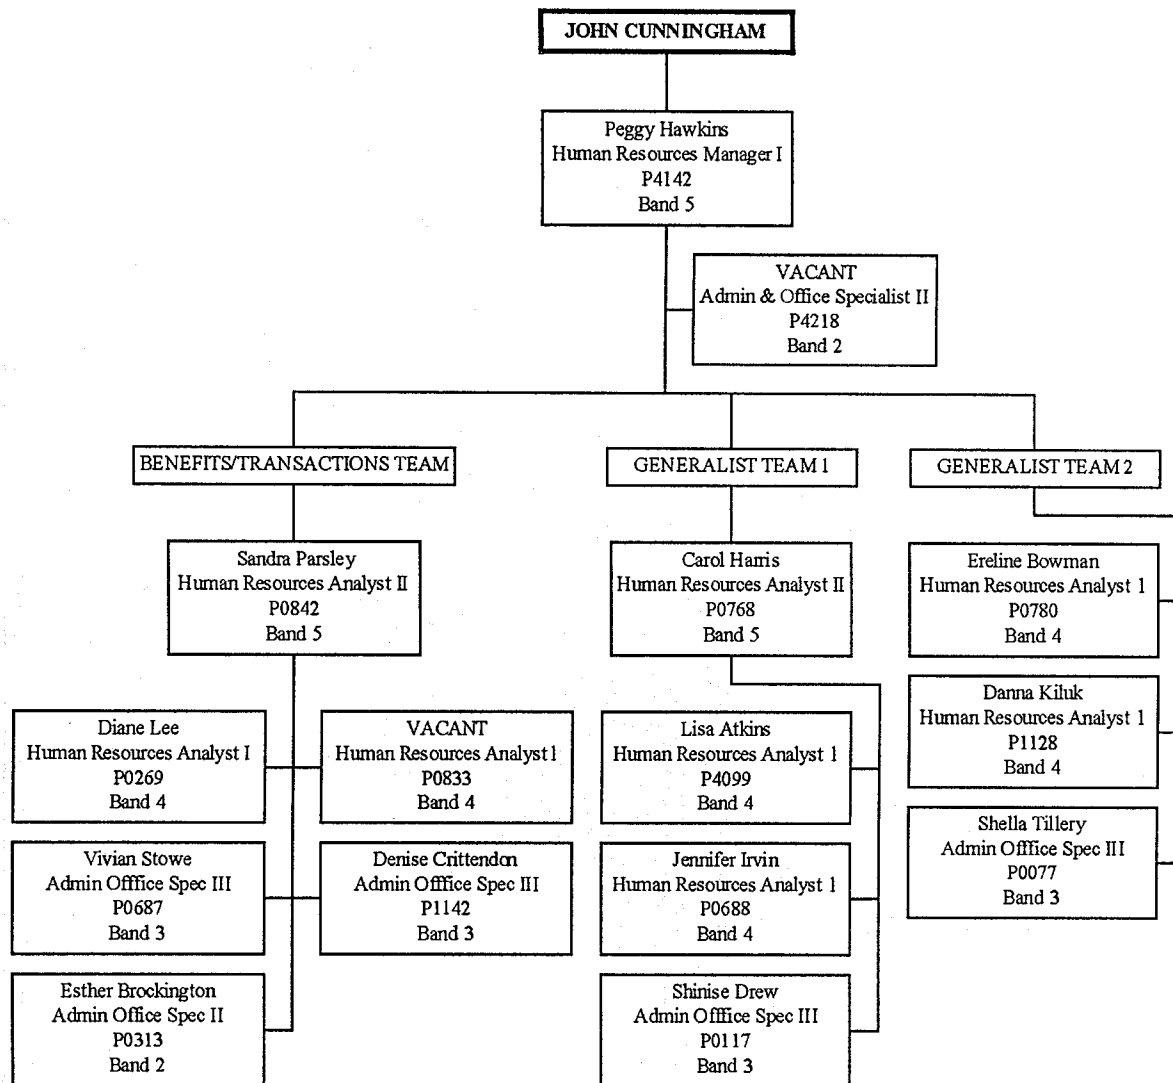 JOHN CUNNINGHAM
Peggy Hawkins
Human Resources Manager I
P4142
Band 5
VACANT
Admin & Office Specialist II
P4218
Band 2
BENEFITS/TRANSACTIONS TEAM
GENERALIST TEAM 1
GENERALIST TEAM 2
Sandra Parsley
Human Resources Analyst II
P0842
Band 5
Carol Harris
Human Resources Analyst II
P0768
Band 5
Ereline Bowman
Human Resources Analyst 1
P0780
Band 4
Danna Kiluk
Human Resources Analyst 1
P1128
Band 4
Shella Tillery
Admin Offfice Spec III
P0077
Band 3
Diane Lee
Human Resources Analyst I
P0269
Band 4
VACANT
Human Resources Analyst 1
P0833
Band 4
Lisa Atkins
Human Resources Analyst 1
P4099
Band 4
Vivian Stowe
Admin Offfice Spec III
P0687
Band 3
Denise Crittendon
Admin Offfice Spec III
P1142
Band 3
Jennifer Irvin
Human Resources Analyst 1
P0688
Band 4
Esther Brockington
Admin Office Spec II
P0313
Band 2
Shinise Drew
Admin Offfice Spec III
P0117
Band 3